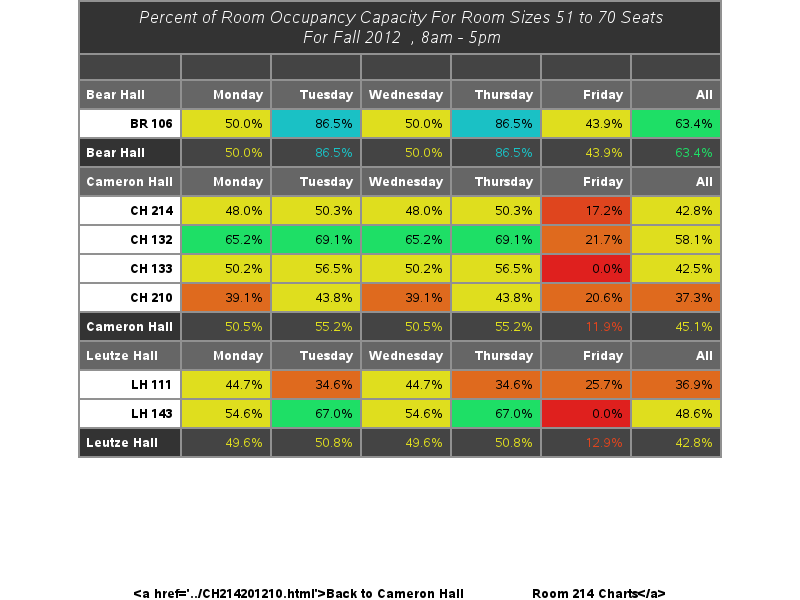 Percent of Room Occupancy Capacity For Room Sizes 51 to 70 Seats
For Fall 2012 , 8am - 5pm
Bear Hall Monday Tuesday Wednesday Thursday Friday All
BR 106 50.0% 86.5% 50.0% 86.5% 43.9% 63.4%
Bear Hall 50.0% 86.5% 50.0% 86.5% 43.9% 63.4%
Cameron Hall Monday Tuesday Wednesday Thursday Friday All
CH 214 48.0% 50.3% 48.0% 50.3% 17.2% 42.8%
CH 132 65.2% 69.1% 65.2% 69.1% 21.7% 58.1%
CH 133 50.2% 56.5% 50.2% 56.5% 0.0% 42.5%
CH 210 39.1% 43.8% 39.1% 43.8% 20.6% 37.3%
Cameron Hall 50.5% 55.2% 50.5% 55.2% 11.9% 45.1%
Leutze Hall Monday Tuesday Wednesday Thursday Friday All
LH 111 44.7% 34.6% 44.7% 34.6% 25.7% 36.9%
LH 143 54.6% 67.0% 54.6% 67.0% 0.0% 48.6%
Leutze Hall 49.6% 50.8% 49.6% 50.8% 12.9% 42.8%
<a href='../CH214201210.html'>Back to Cameron Hall Room 214 Charts</a>